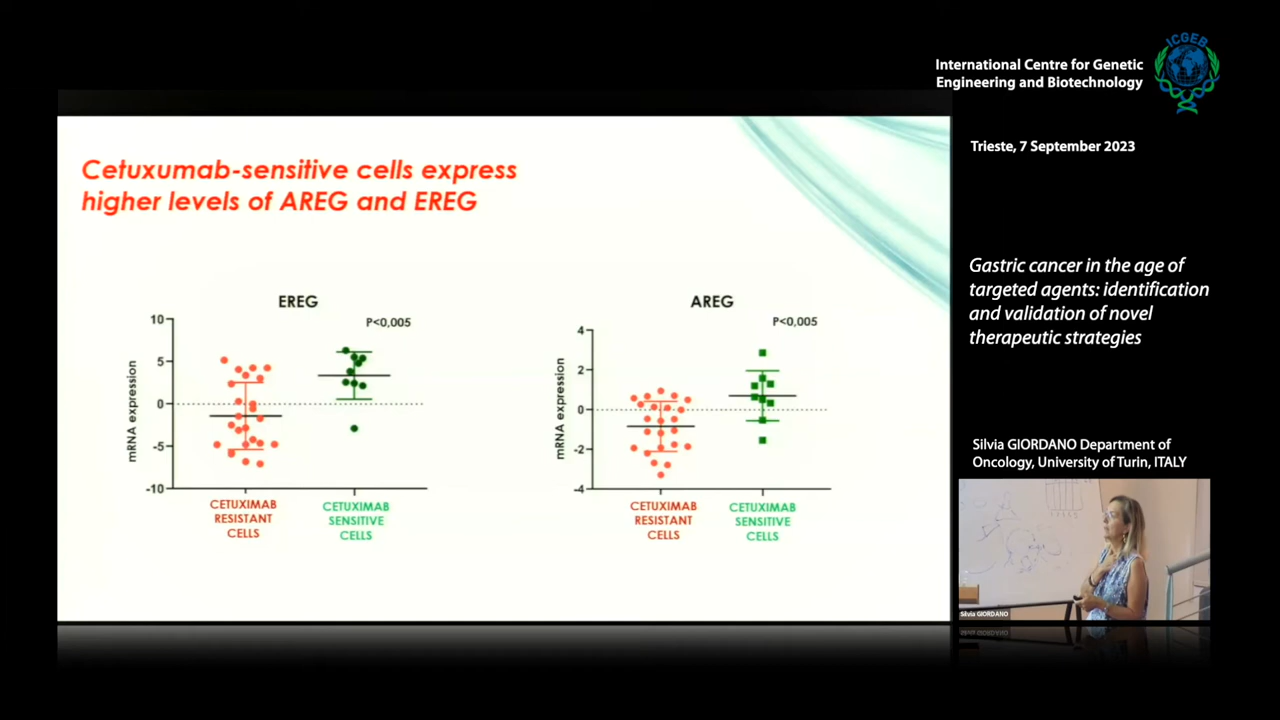 ICGEB
International Centre for Genetic
Engineering and Biotechnology
Trieste, 7 September 2023
Cetuxumab-sensitive cells express
higher levels of AREG and EREG
EREG
P<0,005
mRNA expression
10
5
0
-5
-10
CETUXIMAB
RESISTANT
CELLS
CETUXIMAB
SENSITIVE
CELLS
AREG
P<0,005
mRNA expression
4
2
0
-2
-4
CETUXIMAB
RESISTANT
CELLS
CETUXIMAB
SENSITIVE
CELLS
Gastric cancer in the age of
targeted agents: identification
and validation of novel
therapeutic strategies
Silvia GIORDANO Department of
Oncology, University of Turin, ITALY
Silvia GIORDANO